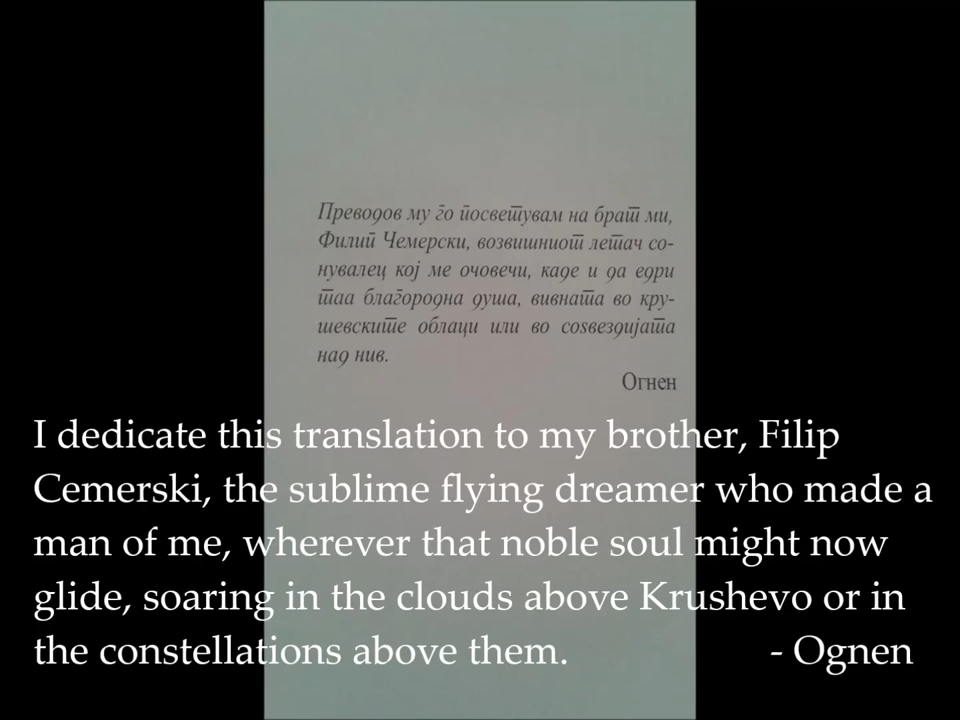 Преводов му го посветувам на брат ми,
Филип Чемерски, возвишниот летач со-
нувалец кој ме очовечи, каде и да едри
таа благородна душа, вивната во кру-
шевските облаци или во соѕвездијата
над нив.
Огнен
I dedicate this translation to my brother, Filip
Cemerski, the sublime flying dreamer who made a
man of me, wherever that noble soul might now
glide, soaring in the clouds above Krushevo or in
the constellations above them. - Ognen